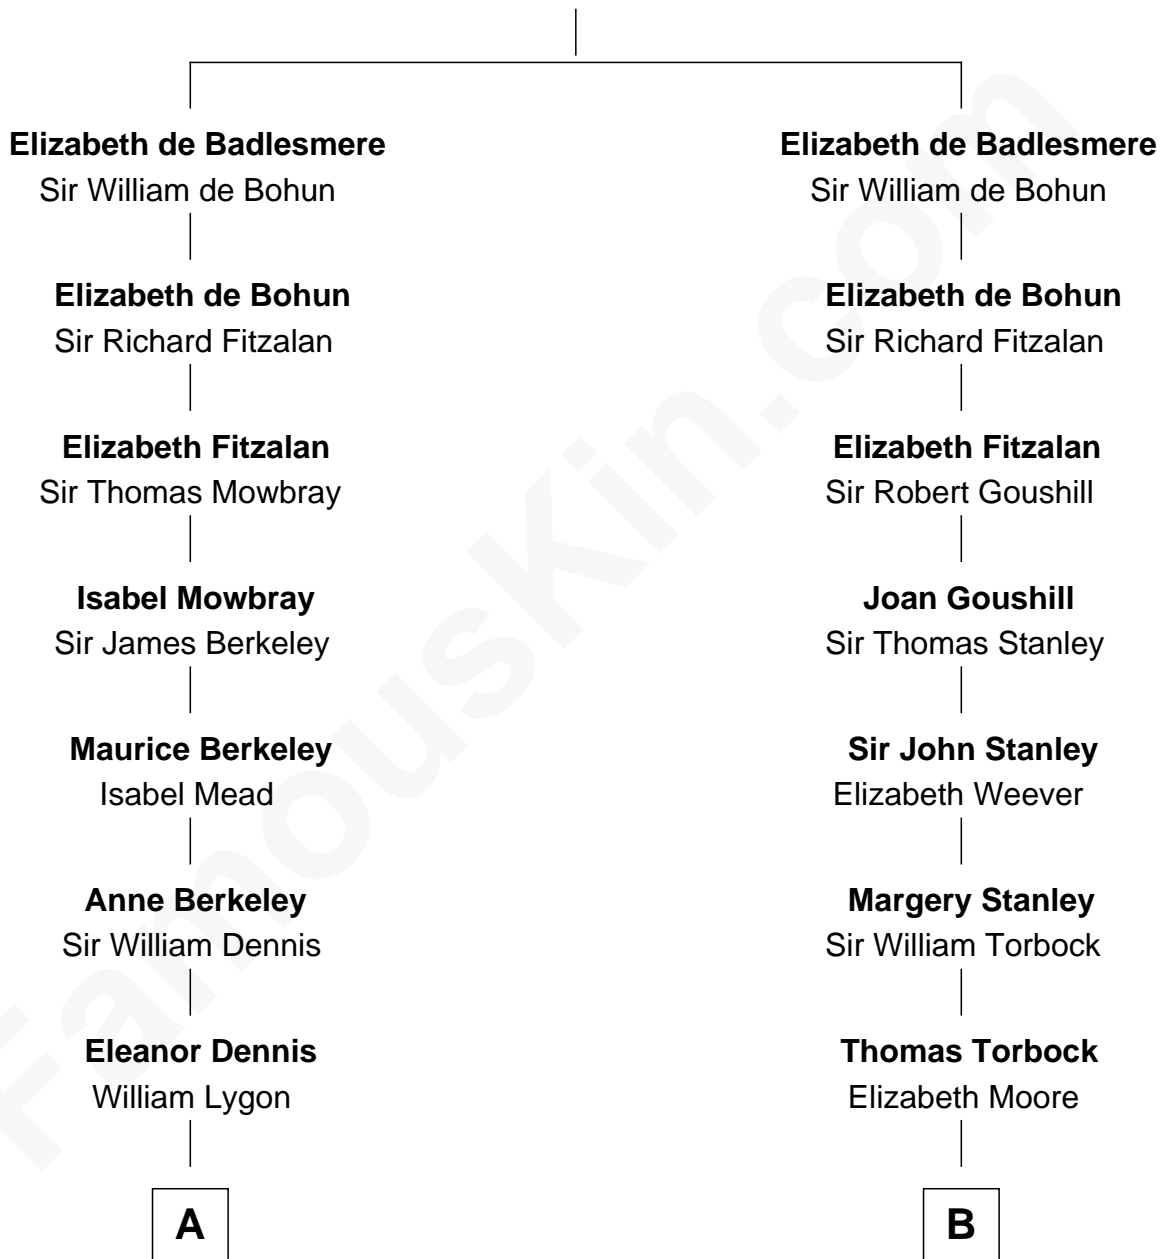 Elizabeth de Badlesmere
Sir William de Bohun
Elizabeth de Bohun
Sir Richard Fitzalan
Elizabeth Fitzalan
Sir Thomas Mowbray
Isabel Mowbray
Sir James Berkeley
Maurice Berkeley
Isabel Mead
Anne Berkeley
Sir William Dennis
Eleanor Dennis
William Lygon
A
Elizabeth de Badlesmere
Sir William de Bohun
Elizabeth de Bohun
Sir Richard Fitzalan
Elizabeth Fitzalan
Sir Robert Goushill
Joan Goushill
Sir Thomas Stanley
Sir John Stanley
Elizabeth Weever
Margery Stanley
Sir William Torbock
Thomas Torbock
Elizabeth Moore
B
FamousKin.com